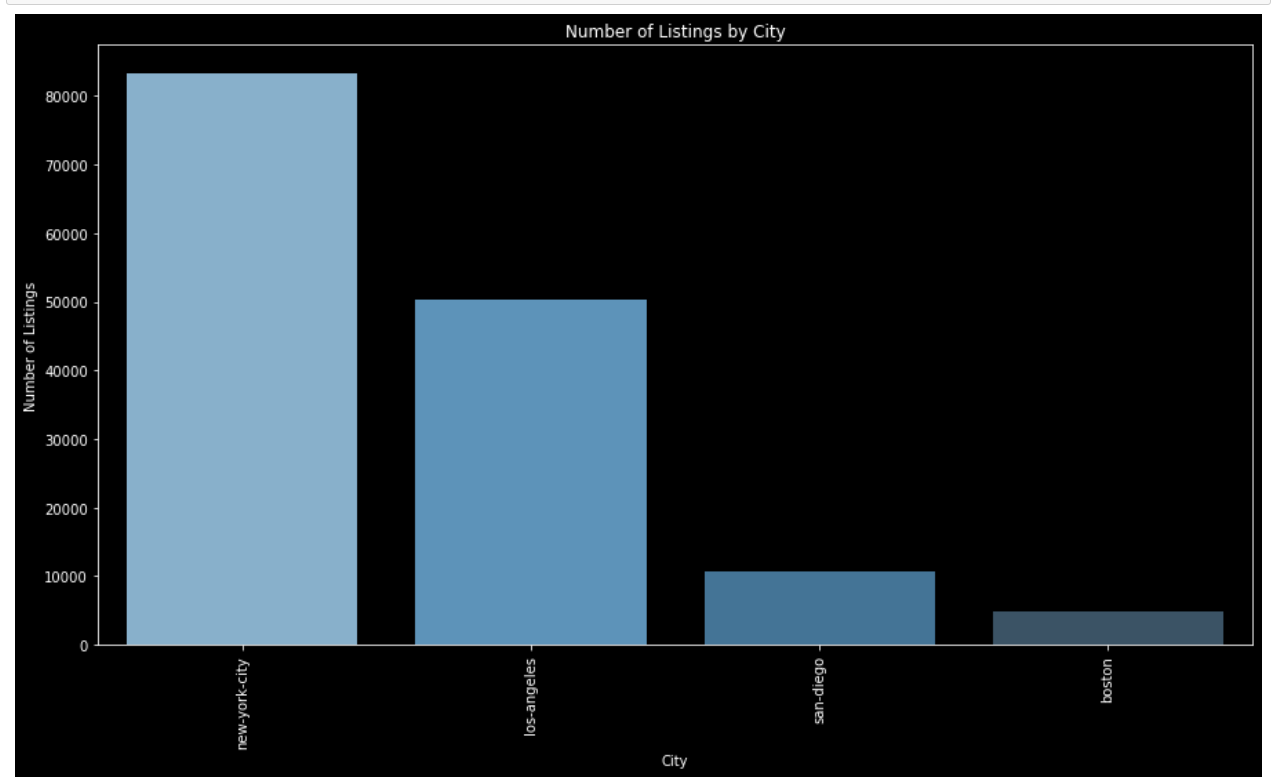 Number of Listings by City
Number of Listings
80000
70000
60000
50000
40000
30000
20000
10000
0
new-york-city
los-angeles
san-diego
boston
City